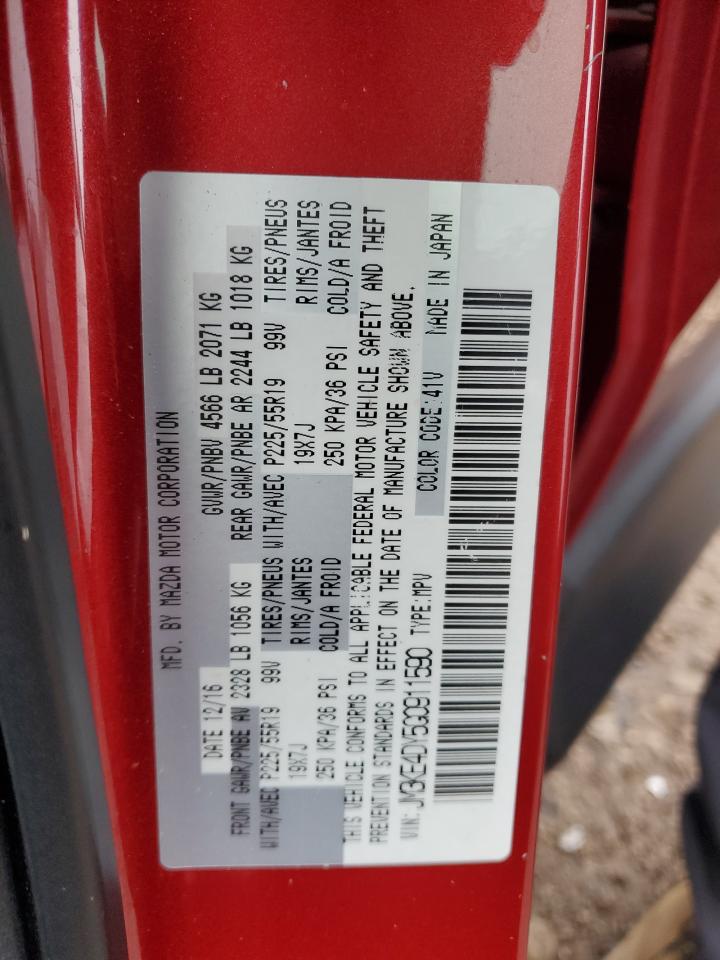 MFD. BY MAZDA MOTOR CORPORATION
DATE 12/16 GVWR/PNBV 4566 LB 2071 KG
FRONT GAWR/PNBE AV 2328 LB 1056 KG REAR GAWR/PNBE AR 2244 LB 1018 KG
WITH/AVEC P225/55R19 99V TIRES/PNEUS WITH/AVEC P225/55R19 99V TIRES/PNEUS
19X7J RIMS/JANTES 19X7J RIMS/JANTES
250 KPA/36 PSI COLD/A FROID 250 KPA/36 PSI COLD/A FROID
THIS VEHICLE CONFORMS TO ALL APPLICABLE FEDERAL MOTOR VEHICLE SAFETY AND THEFT
PREVENTION STANDARDS IN EFFECT ON THE DATE OF MANUFACTURE SHOWN ABOVE.
VIN: JM3KE4DY5G0911590 TYPE:MPV COLOR CODE:41V MADE IN JAPAN